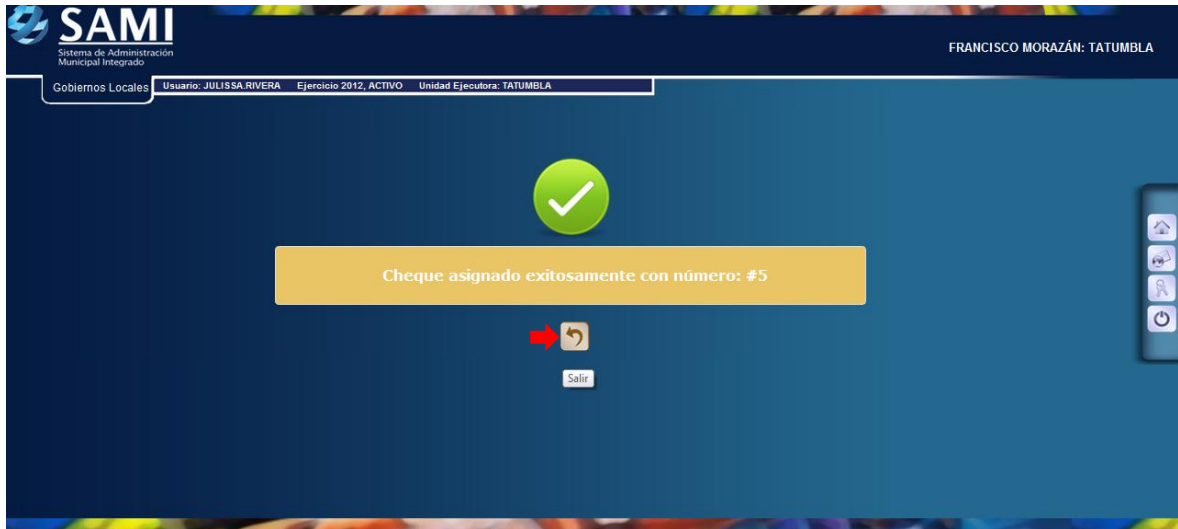 SAMI
Sistema de Administración
Municipal Integrado
FRANCISCO MORAZÁN: TATUMBLA
Gobiernos Locales
Usuario: JULISSA.RIVERA Ejercicio 2012, ACTIVO Unidad Ejecutora: TATUMBLA
Cheque asignado exitosamente con número: #5
Salir